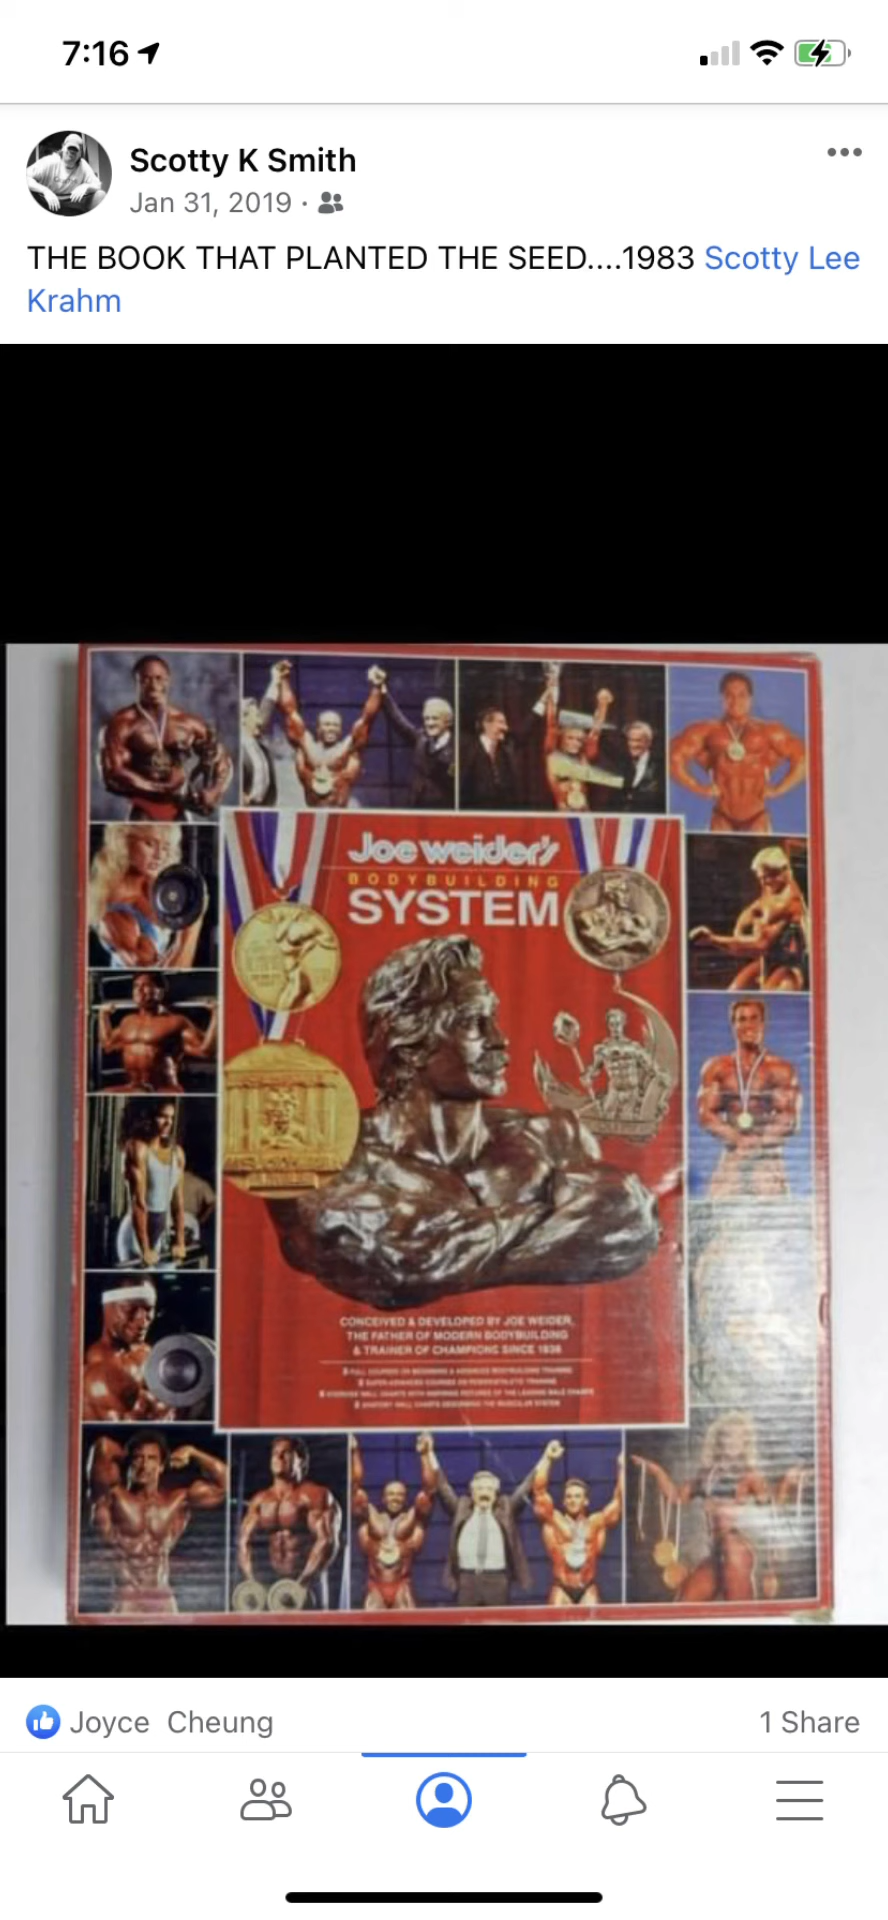 7:16
Scotty K Smith
Jan 31, 2019 ·
THE BOOK THAT PLANTED THE SEED....1983 Scotty Lee
Krahm
Joe weider's
BODYBUILDING
SYSTEM
CONCEIVED & DEVELOPED BY JOE WEIDER,
THE FATHER OF MODERN BODYBUILDING
& TRAINER OF CHAMPIONS SINCE 1936
Joyce Cheung
1 Share